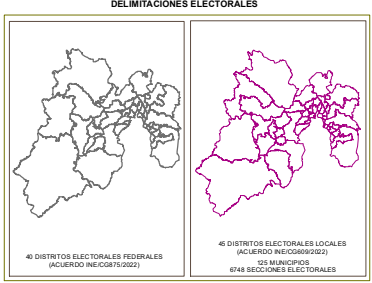 DELIMITACIONES ELECTORALES
40 DISTRITOS ELECTORALES FEDERALES
(ACUERDO INE/CG875/2022)
45 DISTRITOS ELECTORALES LOCALES
(ACUERDO INE/CG609/2022)
125 MUNICIPIOS
6748 SECCIONES ELECTORALES